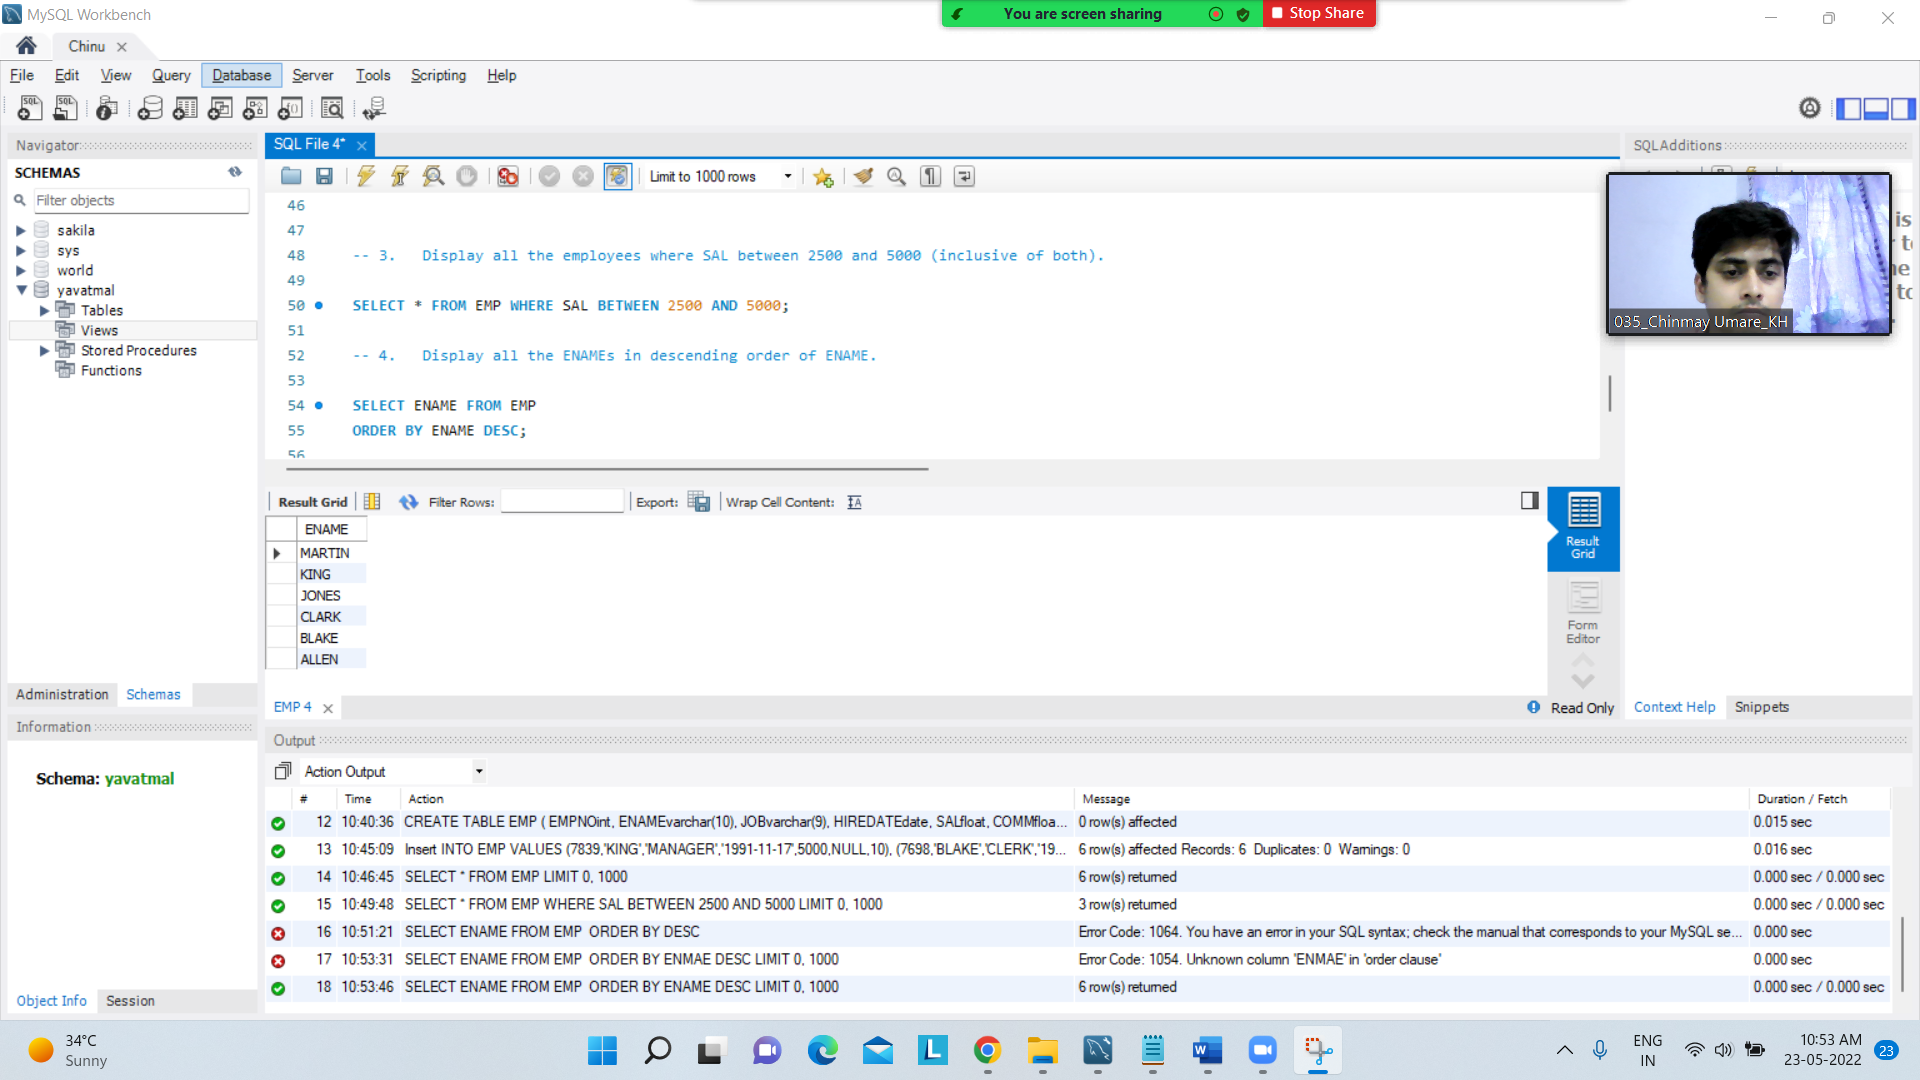 MySQL Workbench
You are screen sharing
Stop Share
Chinu
File Edit View Query Database Server Tools Scripting Help
Navigator
SCHEMAS
Filter objects
sakila
sys
world
yavatmal
Tables
Views
Stored Procedures
Functions
Administration Schemas
Information
Schema: yavatmal
Object Info Session
SQL File 4*
Limit to 1000 rows
46
47
48 -- 3. Display all the employees where SAL between 2500 and 5000 (inclusive of both).
49
50 SELECT * FROM EMP WHERE SAL BETWEEN 2500 AND 5000;
51
52 -- 4. Display all the ENAMEs in descending order of ENAME.
53
54 SELECT ENAME FROM EMP
55 ORDER BY ENAME DESC;
56
Result Grid Filter Rows: Export: Wrap Cell Content:
ENAME
MARTIN
KING
JONES
CLARK
BLAKE
ALLEN
Result
Grid
Form
Editor
EMP 4
Read Only
SQLAdditions
035_Chinmay Umare_KH
Context Help Snippets
Output
Action Output
# Time Action Message Duration / Fetch
12 10:40:36 CREATE TABLE EMP ( EMPNOint, ENAMEvarchar(10), JOBvarchar(9), HIREDATEdate, SALfloat, COMMfloa... 0 row(s) affected 0.015 sec
13 10:45:09 Insert INTO EMP VALUES (7839,'KING','MANAGER','1991-11-17',5000,NULL,10), (7698,'BLAKE','CLERK','19... 6 row(s) affected Records: 6 Duplicates: 0 Warnings: 0 0.016 sec
14 10:46:45 SELECT * FROM EMP LIMIT 0, 1000 6 row(s) returned 0.000 sec / 0.000 sec
15 10:49:48 SELECT * FROM EMP WHERE SAL BETWEEN 2500 AND 5000 LIMIT 0, 1000 3 row(s) returned 0.000 sec / 0.000 sec
16 10:51:21 SELECT ENAME FROM EMP ORDER BY DESC Error Code: 1064. You have an error in your SQL syntax; check the manual that corresponds to your MySQL se... 0.000 sec
17 10:53:31 SELECT ENAME FROM EMP ORDER BY ENMAE DESC LIMIT 0, 1000 Error Code: 1054. Unknown column 'ENMAE' in 'order clause' 0.000 sec
18 10:53:46 SELECT ENAME FROM EMP ORDER BY ENAME DESC LIMIT 0, 1000 6 row(s) returned 0.000 sec / 0.000 sec
34°C
Sunny
ENG
IN
10:53 AM
23-05-2022
23